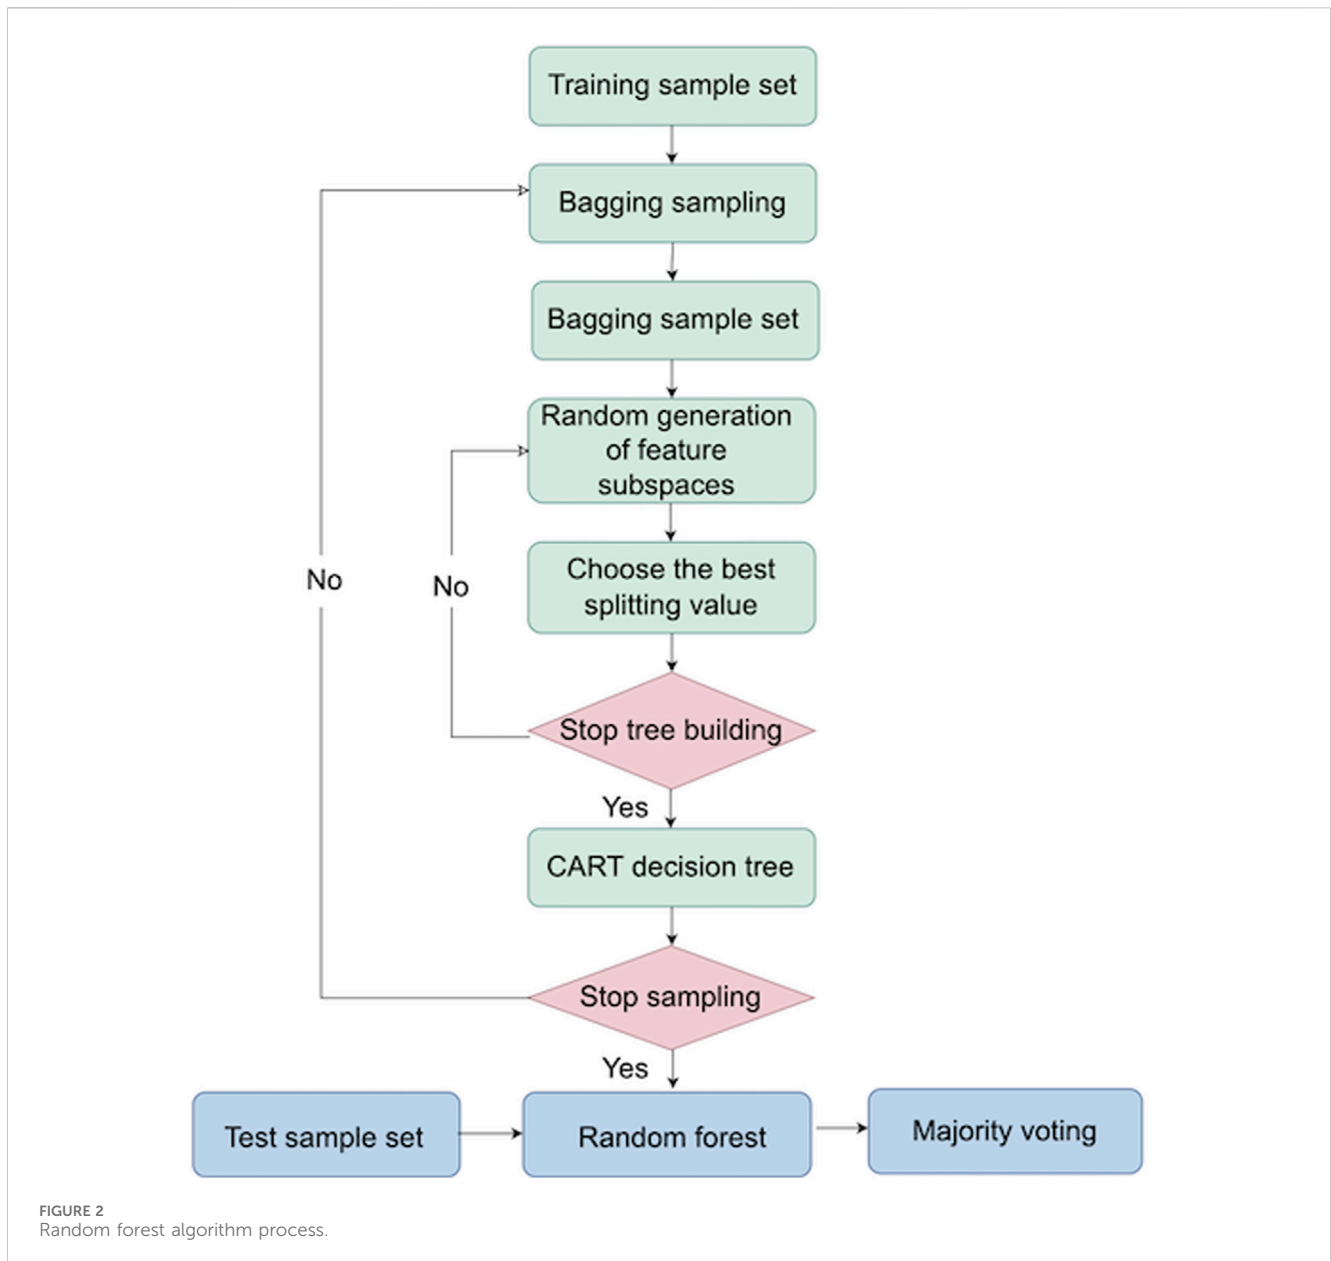 Training sample set
Bagging sampling
Bagging sample set
Random generation
of feature
subspaces
Choose the best
splitting value
No
No
Stop tree building
Yes
CART decision tree
Stop sampling
Yes
Test sample set
Random forest
Majority voting
FIGURE 2
Random forest algorithm process.